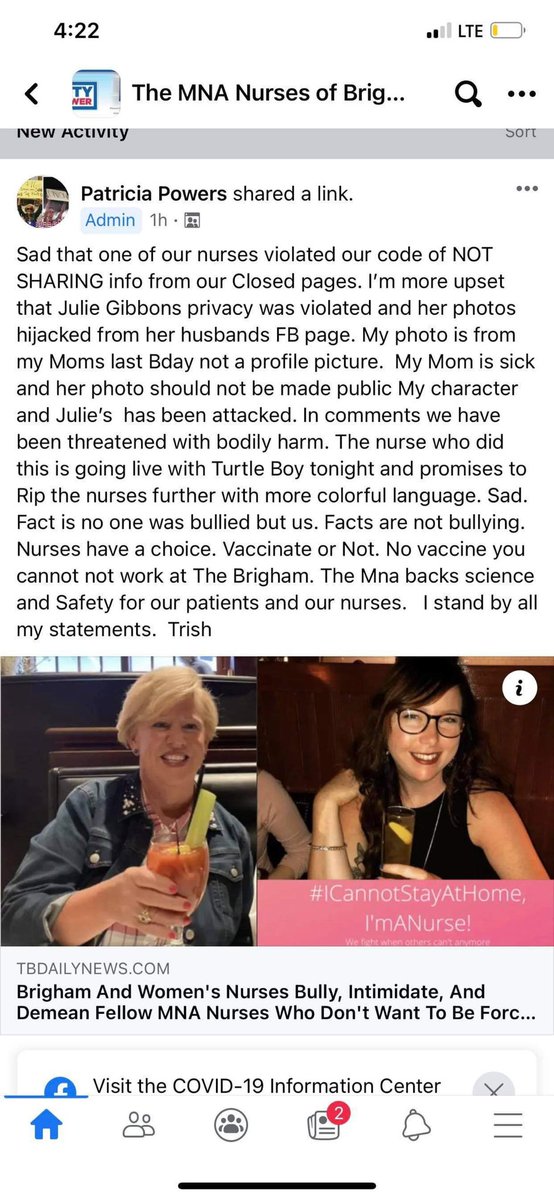 4:22
LTE
TY
WER
The MNA Nurses of Brig...
New Activity
Sort
Patricia Powers shared a link.
Admin 1h ·
Sad that one of our nurses violated our code of NOT
SHARING info from our Closed pages. I'm more upset
that Julie Gibbons privacy was violated and her photos
hijacked from her husbands FB page. My photo is from
my Moms last Bday not a profile picture. My Mom is sick
and her photo should not be made public My character
and Julie's has been attacked. In comments we have
been threatened with bodily harm. The nurse who did
this is going live with Turtle Boy tonight and promises to
Rip the nurses further with more colorful language. Sad.
Fact is no one was bullied but us. Facts are not bullying.
Nurses have a choice. Vaccinate or Not. No vaccine you
cannot not work at The Brigham. The Mna backs science
and Safety for our patients and our nurses. I stand by all
my statements. Trish
#ICannotStayAtHome,
I'mANurse!
We fight when others can't anymore
TBDAILYNEWS.COM
Brigham And Women's Nurses Bully, Intimidate, And
Demean Fellow MNA Nurses Who Don't Want To Be Forc...
Visit the COVID-19 Information Center
2